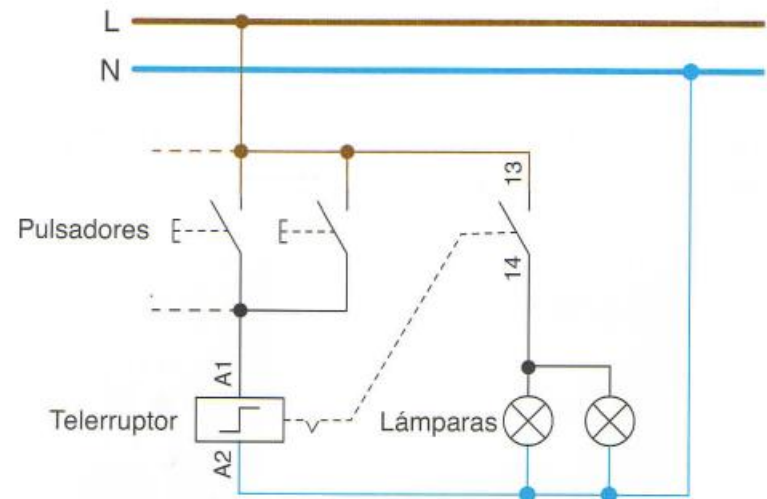 L
N
13
Pulsadores
14
A1
Telerruptor
Lámparas
A2